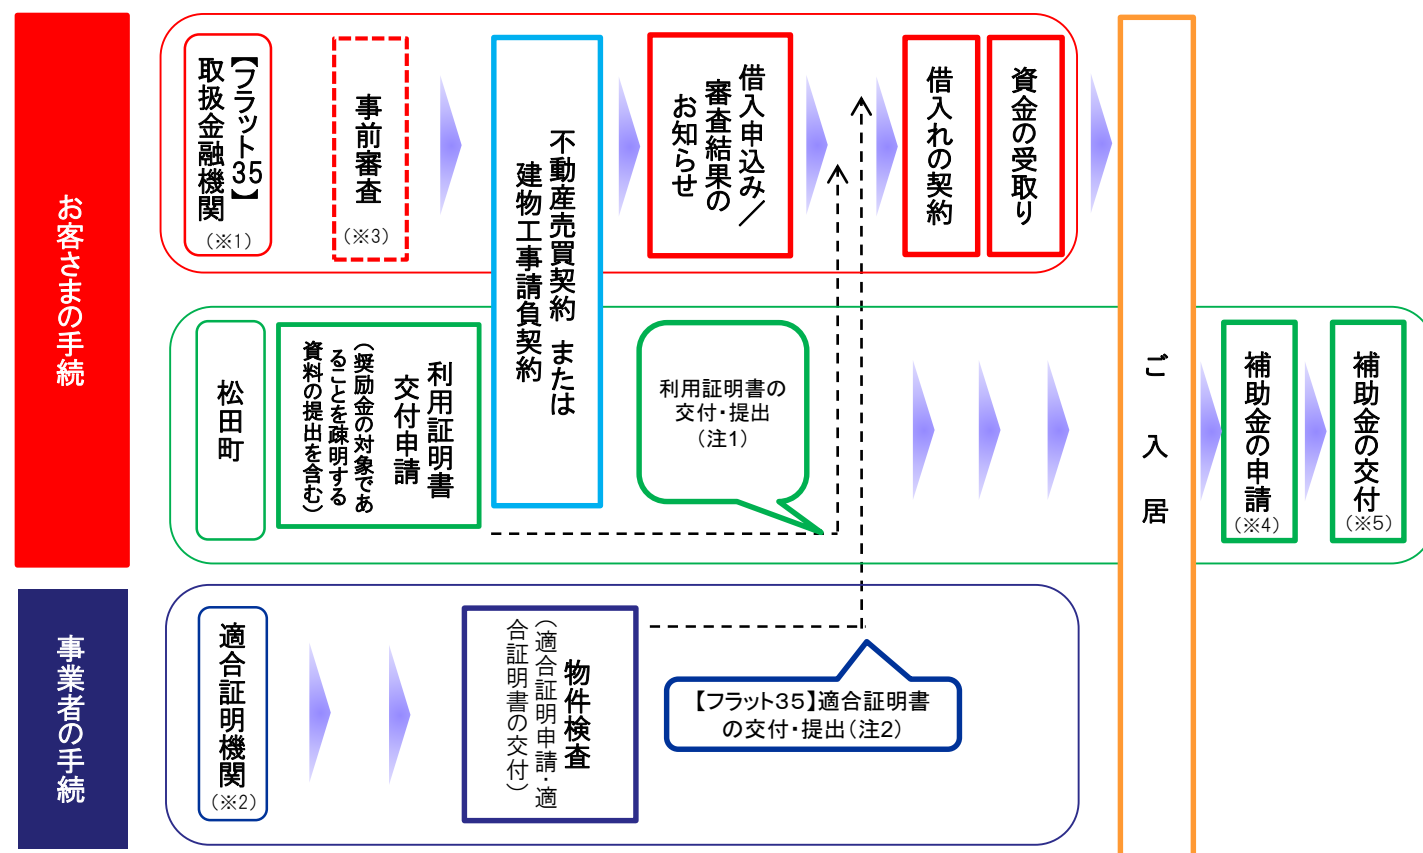 お客さまの手続
【フラット35】
取扱金融機関
（※1）
事前審査
（※3）
不動産売買契約 または
建物工事請負契約
借入申込み／
審査結果の
お知らせ
借入れの契約
資金の受取り
松田町
利用証明書
交付申請
（奨励金の対象であ
ることを疎明する
資料の提出を含む）
利用証明書の
交付・提出
（注1）
ご入居
補助金の申請
（※4）
補助金の交付
（※5）
事業者の手続
適合証明機関
（※2）
物件検査
（適合証明申請・適
合証明書の交付）
【フラット35】適合証明書
の交付・提出（注2）